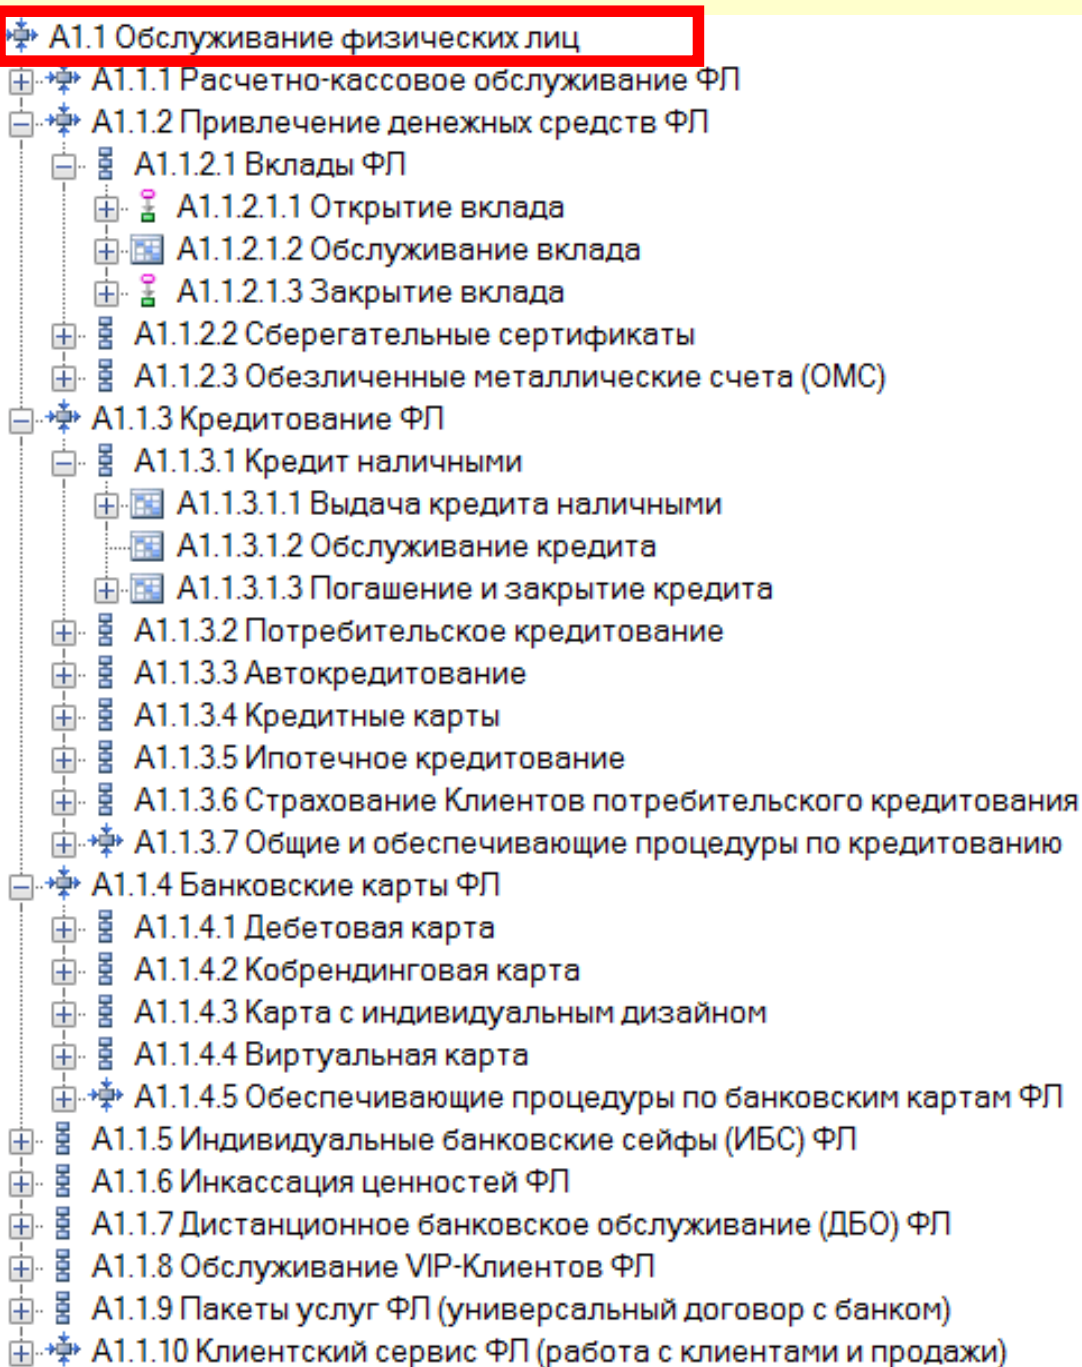 А1.1 Обслуживание физических лиц
А1.1.1 Расчетно-кассовое обслуживание ФЛ
А1.1.2 Привлечение денежных средств ФЛ
А1.1.2.1 Вклады ФЛ
А1.1.2.1.1 Открытие вклада
А1.1.2.1.2 Обслуживание вклада
А1.1.2.1.3 Закрытие вклада
А1.1.2.2 Сберегательные сертификаты
А1.1.2.3 Обезличенные металлические счета (ОМС)
А1.1.3 Кредитование ФЛ
А1.1.3.1 Кредит наличными
А1.1.3.1.1 Выдача кредита наличными
А1.1.3.1.2 Обслуживание кредита
А1.1.3.1.3 Погашение и закрытие кредита
А1.1.3.2 Потребительское кредитование
А1.1.3.3 Автокредитование
А1.1.3.4 Кредитные карты
А1.1.3.5 Ипотечное кредитование
А1.1.3.6 Страхование Клиентов потребительского кредитования
А1.1.3.7 Общие и обеспечивающие процедуры по кредитованию
А1.1.4 Банковские карты ФЛ
А1.1.4.1 Дебетовая карта
А1.1.4.2 Кобрендинговая карта
А1.1.4.3 Карта с индивидуальным дизайном
А1.1.4.4 Виртуальная карта
А1.1.4.5 Обеспечивающие процедуры по банковским картам ФЛ
А1.1.5 Индивидуальные банковские сейфы (ИБС) ФЛ
А1.1.6 Инкассация ценностей ФЛ
А1.1.7 Дистанционное банковское обслуживание (ДБО) ФЛ
А1.1.8 Обслуживание VIP-Клиентов ФЛ
А1.1.9 Пакеты услуг ФЛ (универсальный договор с банком)
А1.1.10 Клиентский сервис ФЛ (работа с клиентами и продажи)